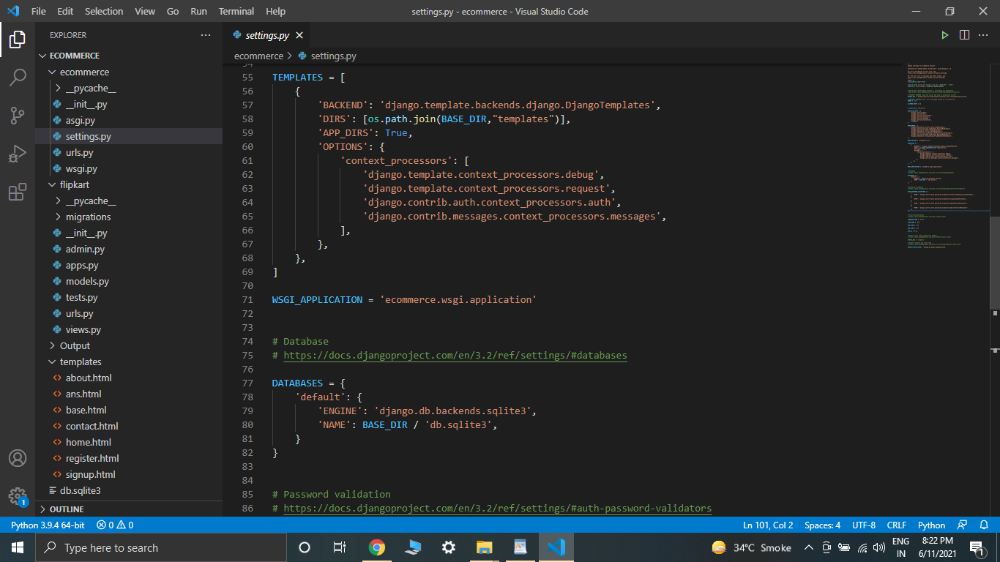 File Edit Selection View Go Run Terminal Help
settings.py - ecommerce - Visual Studio Code
EXPLORER
ECOMMERCE
ecommerce
__pycache__
__init__.py
asgi.py
settings.py
urls.py
wsgi.py
flipkart
__pycache__
migrations
__init__.py
admin.py
apps.py
models.py
tests.py
urls.py
views.py
Output
templates
about.html
ans.html
base.html
contact.html
home.html
register.html
signup.html
db.sqlite3
OUTLINE
settings.py
ecommerce > settings.py
54
55 TEMPLATES = [
56 {
57 'BACKEND': 'django.template.backends.django.DjangoTemplates',
58 'DIRS': [os.path.join(BASE_DIR,"templates")],
59 'APP_DIRS': True,
60 'OPTIONS': {
61 'context_processors': [
62 'django.template.context_processors.debug',
63 'django.template.context_processors.request',
64 'django.contrib.auth.context_processors.auth',
65 'django.contrib.messages.context_processors.messages',
66 ],
67 },
68 },
69 ]
70
71 WSGI_APPLICATION = 'ecommerce.wsgi.application'
72
73
74 # Database
75 # https://docs.djangoproject.com/en/3.2/ref/settings/#databases
76
77 DATABASES = {
78 'default': {
79 'ENGINE': 'django.db.backends.sqlite3',
80 'NAME': BASE_DIR / 'db.sqlite3',
81 }
82 }
83
84
85 # Password validation
86 # https://docs.djangoproject.com/en/3.2/ref/settings/#auth-password-validators
1
Python 3.9.4 64-bit 0 0 Ln 101, Col 2 Spaces: 4 UTF-8 CRLF Python
Type here to search
34°C Smoke
ENG
IN
8:22 PM
6/11/2021
1